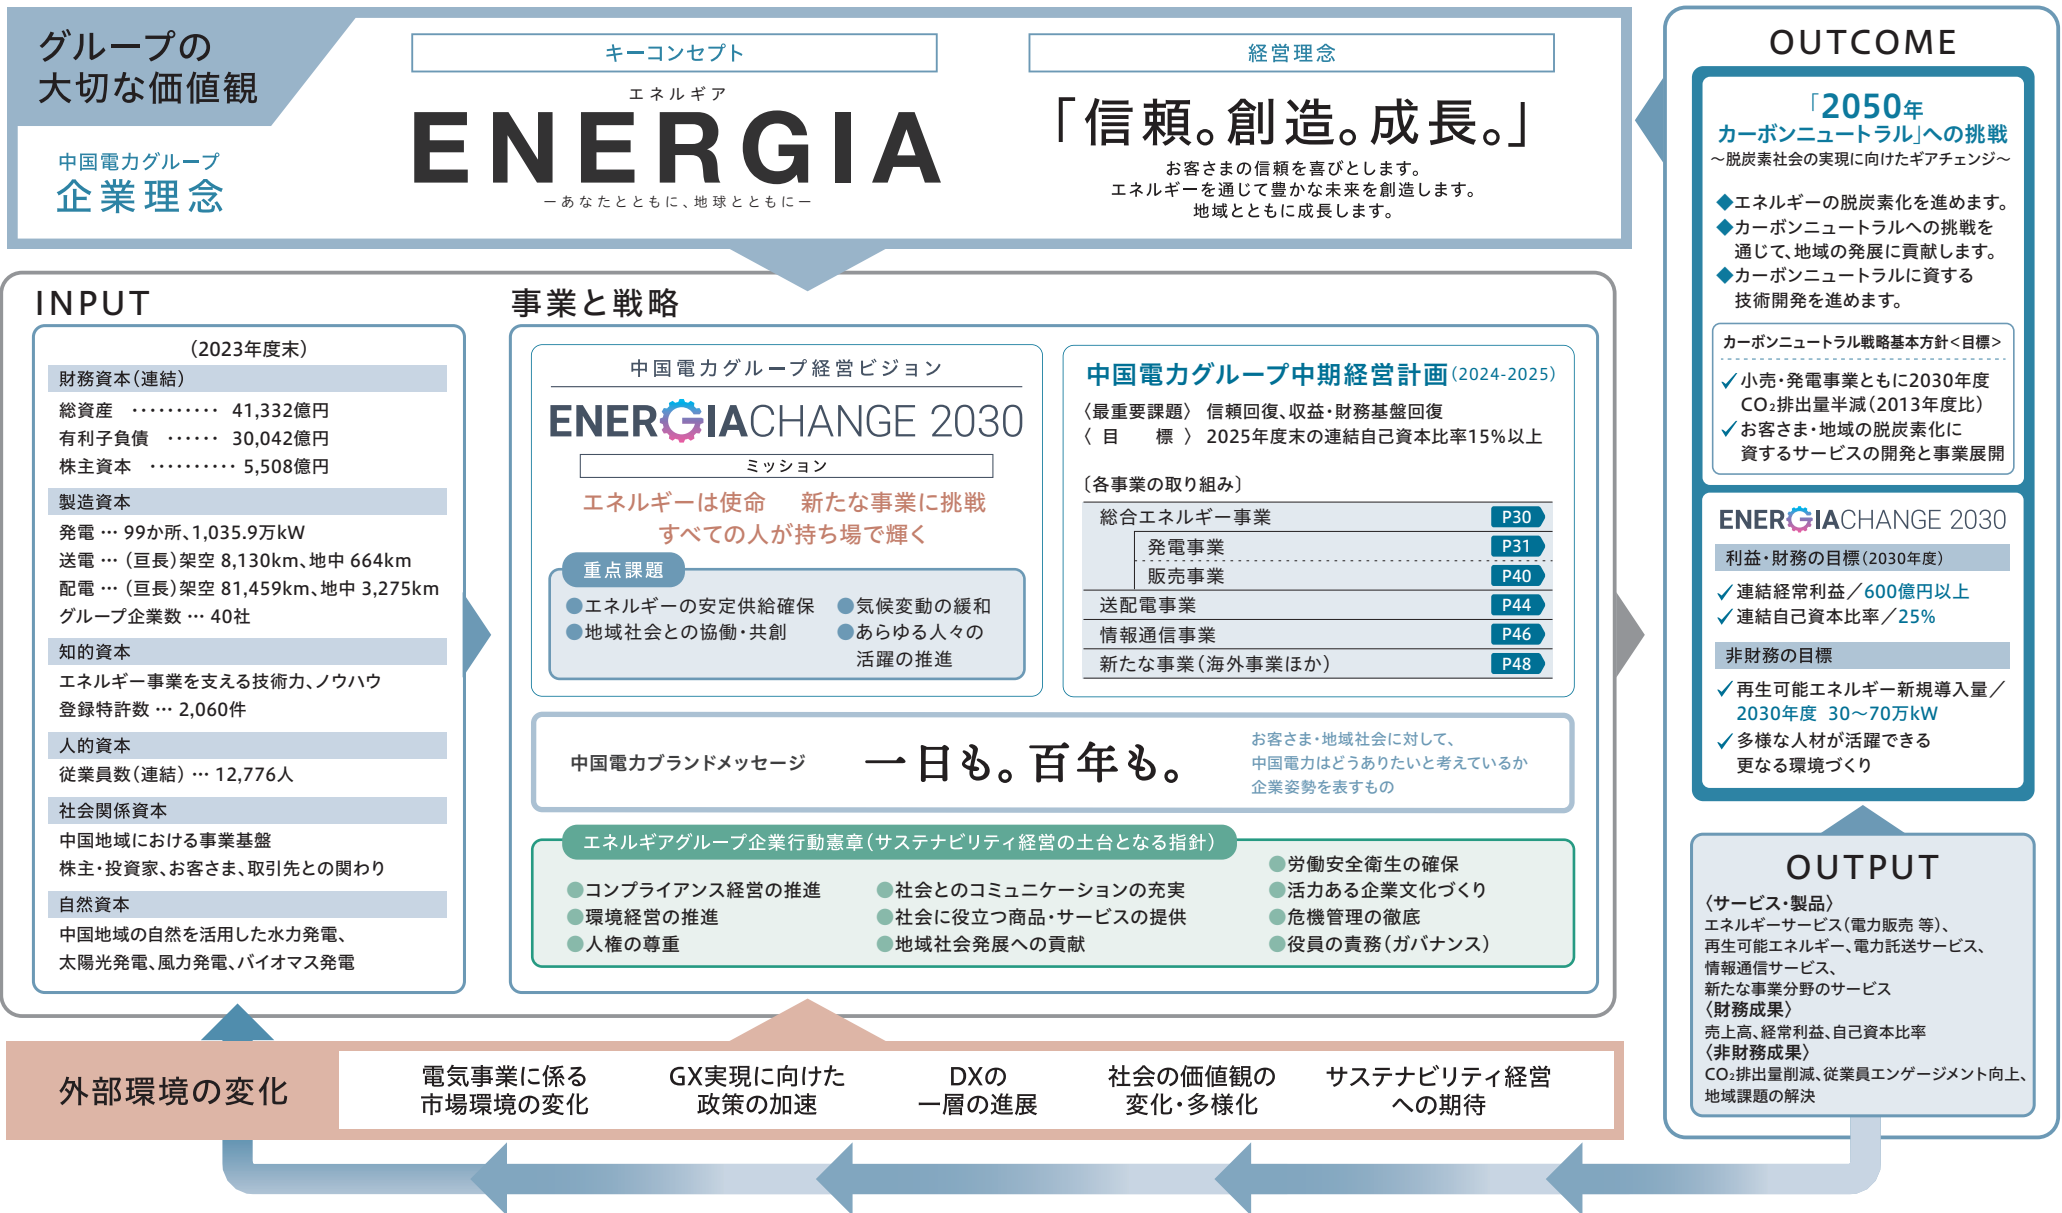 グループの
大切な価値観
中国電力グループ
企業理念
キーコンセプト
エネルギア
ENERGIA
－あなたとともに、地球とともに－
経営理念
「信頼。創造。成長。」
お客さまの信頼を喜びとします。
エネルギーを通じて豊かな未来を創造します。
地域とともに成長します。
INPUT
（2023年度末）
財務資本（連結）
総資産 ‥‥‥‥‥ 41,332億円
有利子負債 ‥‥‥ 30,042億円
株主資本 ‥‥‥‥‥ 5,508億円
製造資本
発電 … 99か所、1,035.9万kW
送電 …（亘長）架空 8,130km、地中 664km
配電 …（亘長）架空 81,459km、地中 3,275km
グループ企業数 … 40社
知的資本
エネルギー事業を支える技術力、ノウハウ
登録特許数 … 2,060件
人的資本
従業員数（連結）… 12,776人
社会関係資本
中国地域における事業基盤
株主・投資家、お客さま、取引先との関わり
自然資本
中国地域の自然を活用した水力発電、
太陽光発電、風力発電、バイオマス発電
事業と戦略
中国電力グループ経営ビジョン
ENERGIACHANGE 2030
ミッション
エネルギーは使命　新たな事業に挑戦
すべての人が持ち場で輝く
重点課題
●エネルギーの安定供給確保 ●気候変動の緩和
●地域社会との協働・共創 ●あらゆる人々の
活躍の推進
中国電力グループ中期経営計画（2024-2025）
〈最重要課題〉 信頼回復、収益・財務基盤回復
〈 目　標 〉 2025年度末の連結自己資本比率15%以上
〔各事業の取り組み〕
総合エネルギー事業 P30
発電事業 P31
販売事業 P40
送配電事業 P44
情報通信事業 P46
新たな事業（海外事業ほか） P48
中国電力ブランドメッセージ
一日も。百年も。
お客さま・地域社会に対して、
中国電力はどうありたいと考えているか
企業姿勢を表すもの
エネルギアグループ企業行動憲章（サステナビリティ経営の土台となる指針）
●コンプライアンス経営の推進
●環境経営の推進
●人権の尊重
●社会とのコミュニケーションの充実
●社会に役立つ商品・サービスの提供
●地域社会発展への貢献
●労働安全衛生の確保
●活力ある企業文化づくり
●危機管理の徹底
●役員の責務（ガバナンス）
外部環境の変化
電気事業に係る
市場環境の変化
GX実現に向けた
政策の加速
DXの
一層の進展
社会の価値観の
変化・多様化
サステナビリティ経営
への期待
OUTCOME
「2050年
カーボンニュートラル」への挑戦
～脱炭素社会の実現に向けたギアチェンジ～
◆エネルギーの脱炭素化を進めます。
◆カーボンニュートラルへの挑戦を
通じて、地域の発展に貢献します。
◆カーボンニュートラルに資する
技術開発を進めます。
カーボンニュートラル戦略基本方針＜目標＞
✓小売・発電事業ともに2030年度
CO₂排出量半減（2013年度比）
✓お客さま・地域の脱炭素化に
資するサービスの開発と事業展開
ENERGIACHANGE 2030
利益・財務の目標（2030年度）
✓連結経常利益／600億円以上
✓連結自己資本比率／25%
非財務の目標
✓再生可能エネルギー新規導入量／
2030年度 30～70万kW
✓多様な人材が活躍できる
更なる環境づくり
OUTPUT
〈サービス・製品〉
エネルギーサービス（電力販売 等）、
再生可能エネルギー、電力託送サービス、
情報通信サービス、
新たな事業分野のサービス
〈財務成果〉
売上高、経常利益、自己資本比率
〈非財務成果〉
CO₂排出量削減、従業員エンゲージメント向上、
地域課題の解決